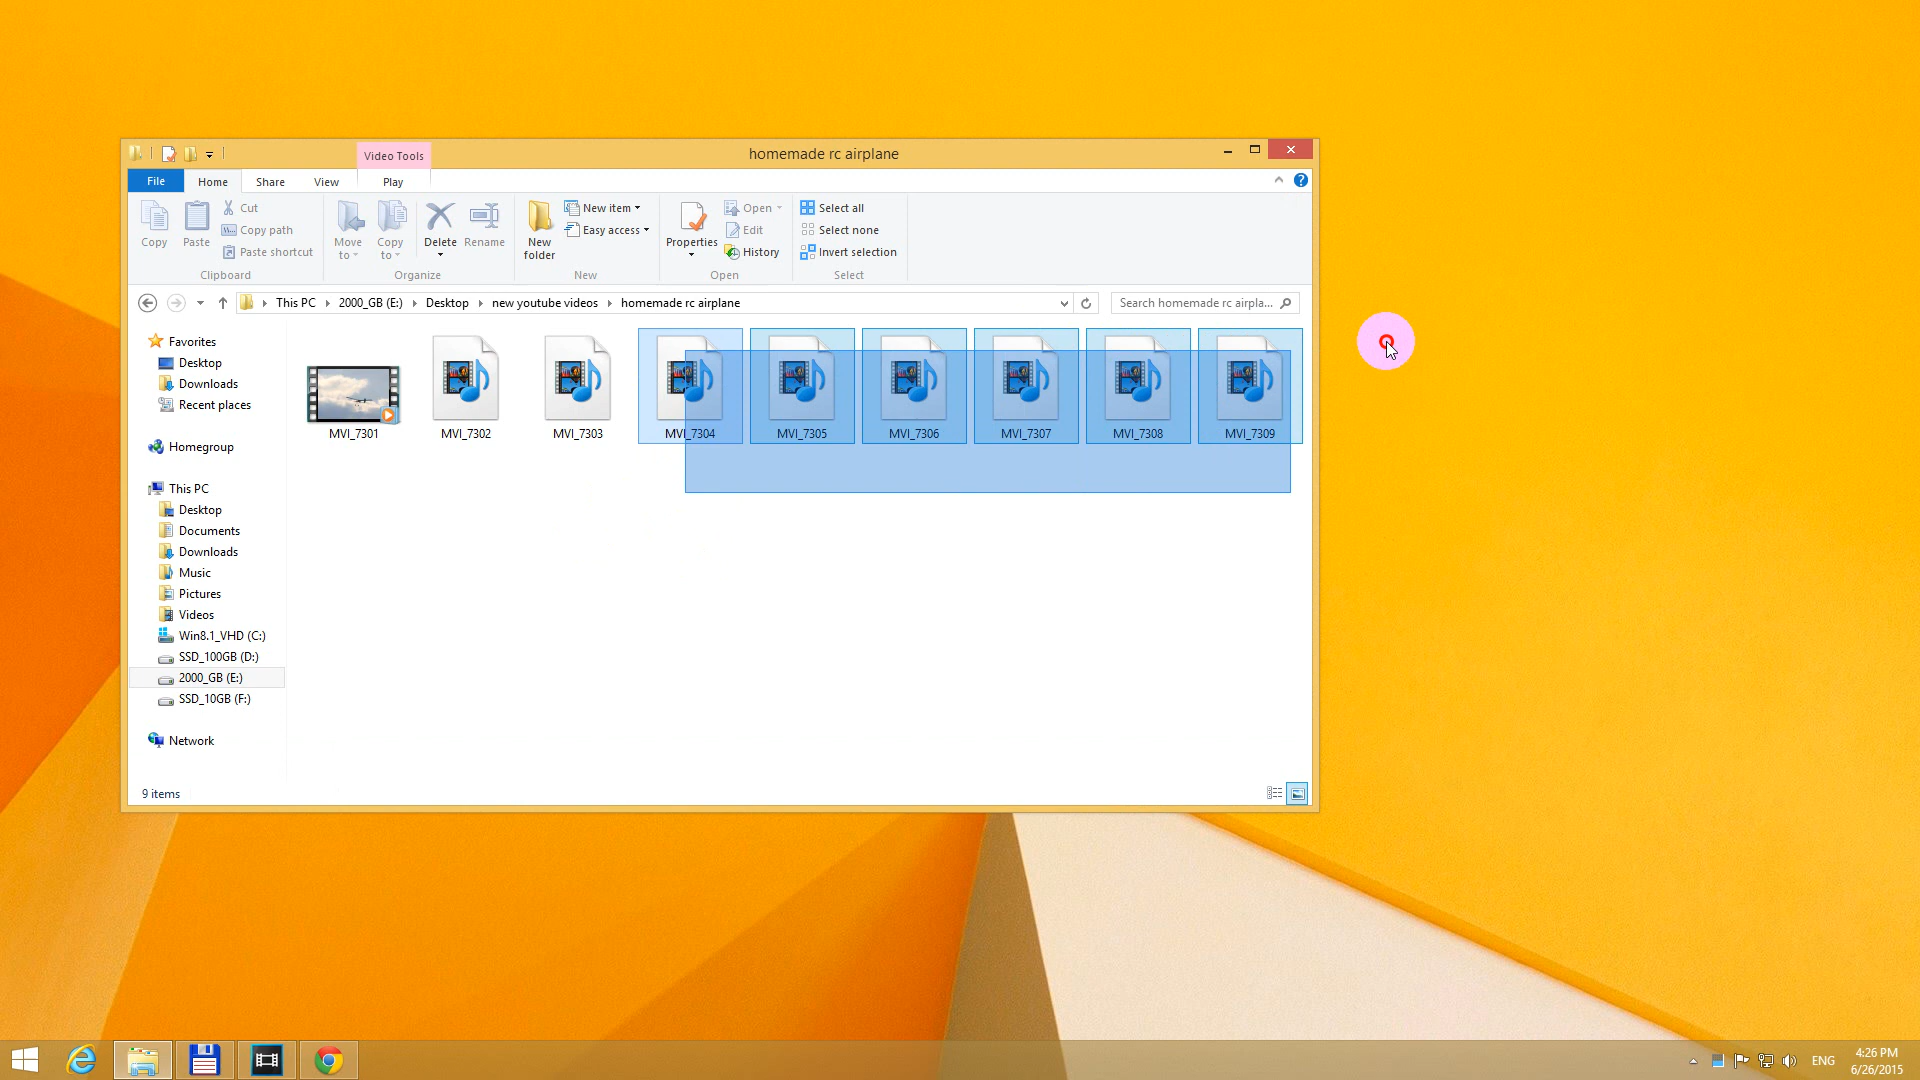 Video Tools
homemade rc airplane
File
Home
Share
View
Play
Copy
Paste
Cut
Copy path
Paste shortcut
Clipboard
Move to
Copy to
Delete
Rename
Organize
New folder
New item
Easy access
New
Properties
Open
Edit
History
Open
Select all
Select none
Invert selection
Select
This PC
2000_GB (E:)
Desktop
new youtube videos
homemade rc airplane
Search homemade rc airpla...
Favorites
Desktop
Downloads
Recent places
Homegroup
This PC
Desktop
Documents
Downloads
Music
Pictures
Videos
Win8.1_VHD (C:)
SSD_100GB (D:)
2000_GB (E:)
SSD_10GB (F:)
Network
MVI_7301
MVI_7302
MVI_7303
MVI_7304
MVI_7305
MVI_7306
MVI_7307
MVI_7308
MVI_7309
9 items
ENG
4:26 PM
6/26/2015